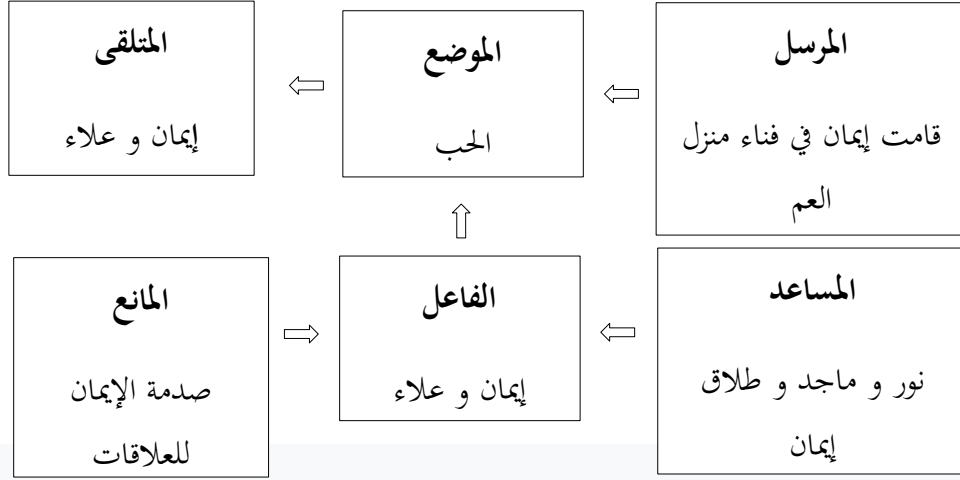 المرسل
قامت إيمان في فناء منزل
العم
الموضع
الحب
المتلقى
إيمان و علاء
المساعد
نور و ماجد و طلاق
إيمان
الفاعل
إيمان و علاء
المانع
صدمة الإيمان
للعلاقات